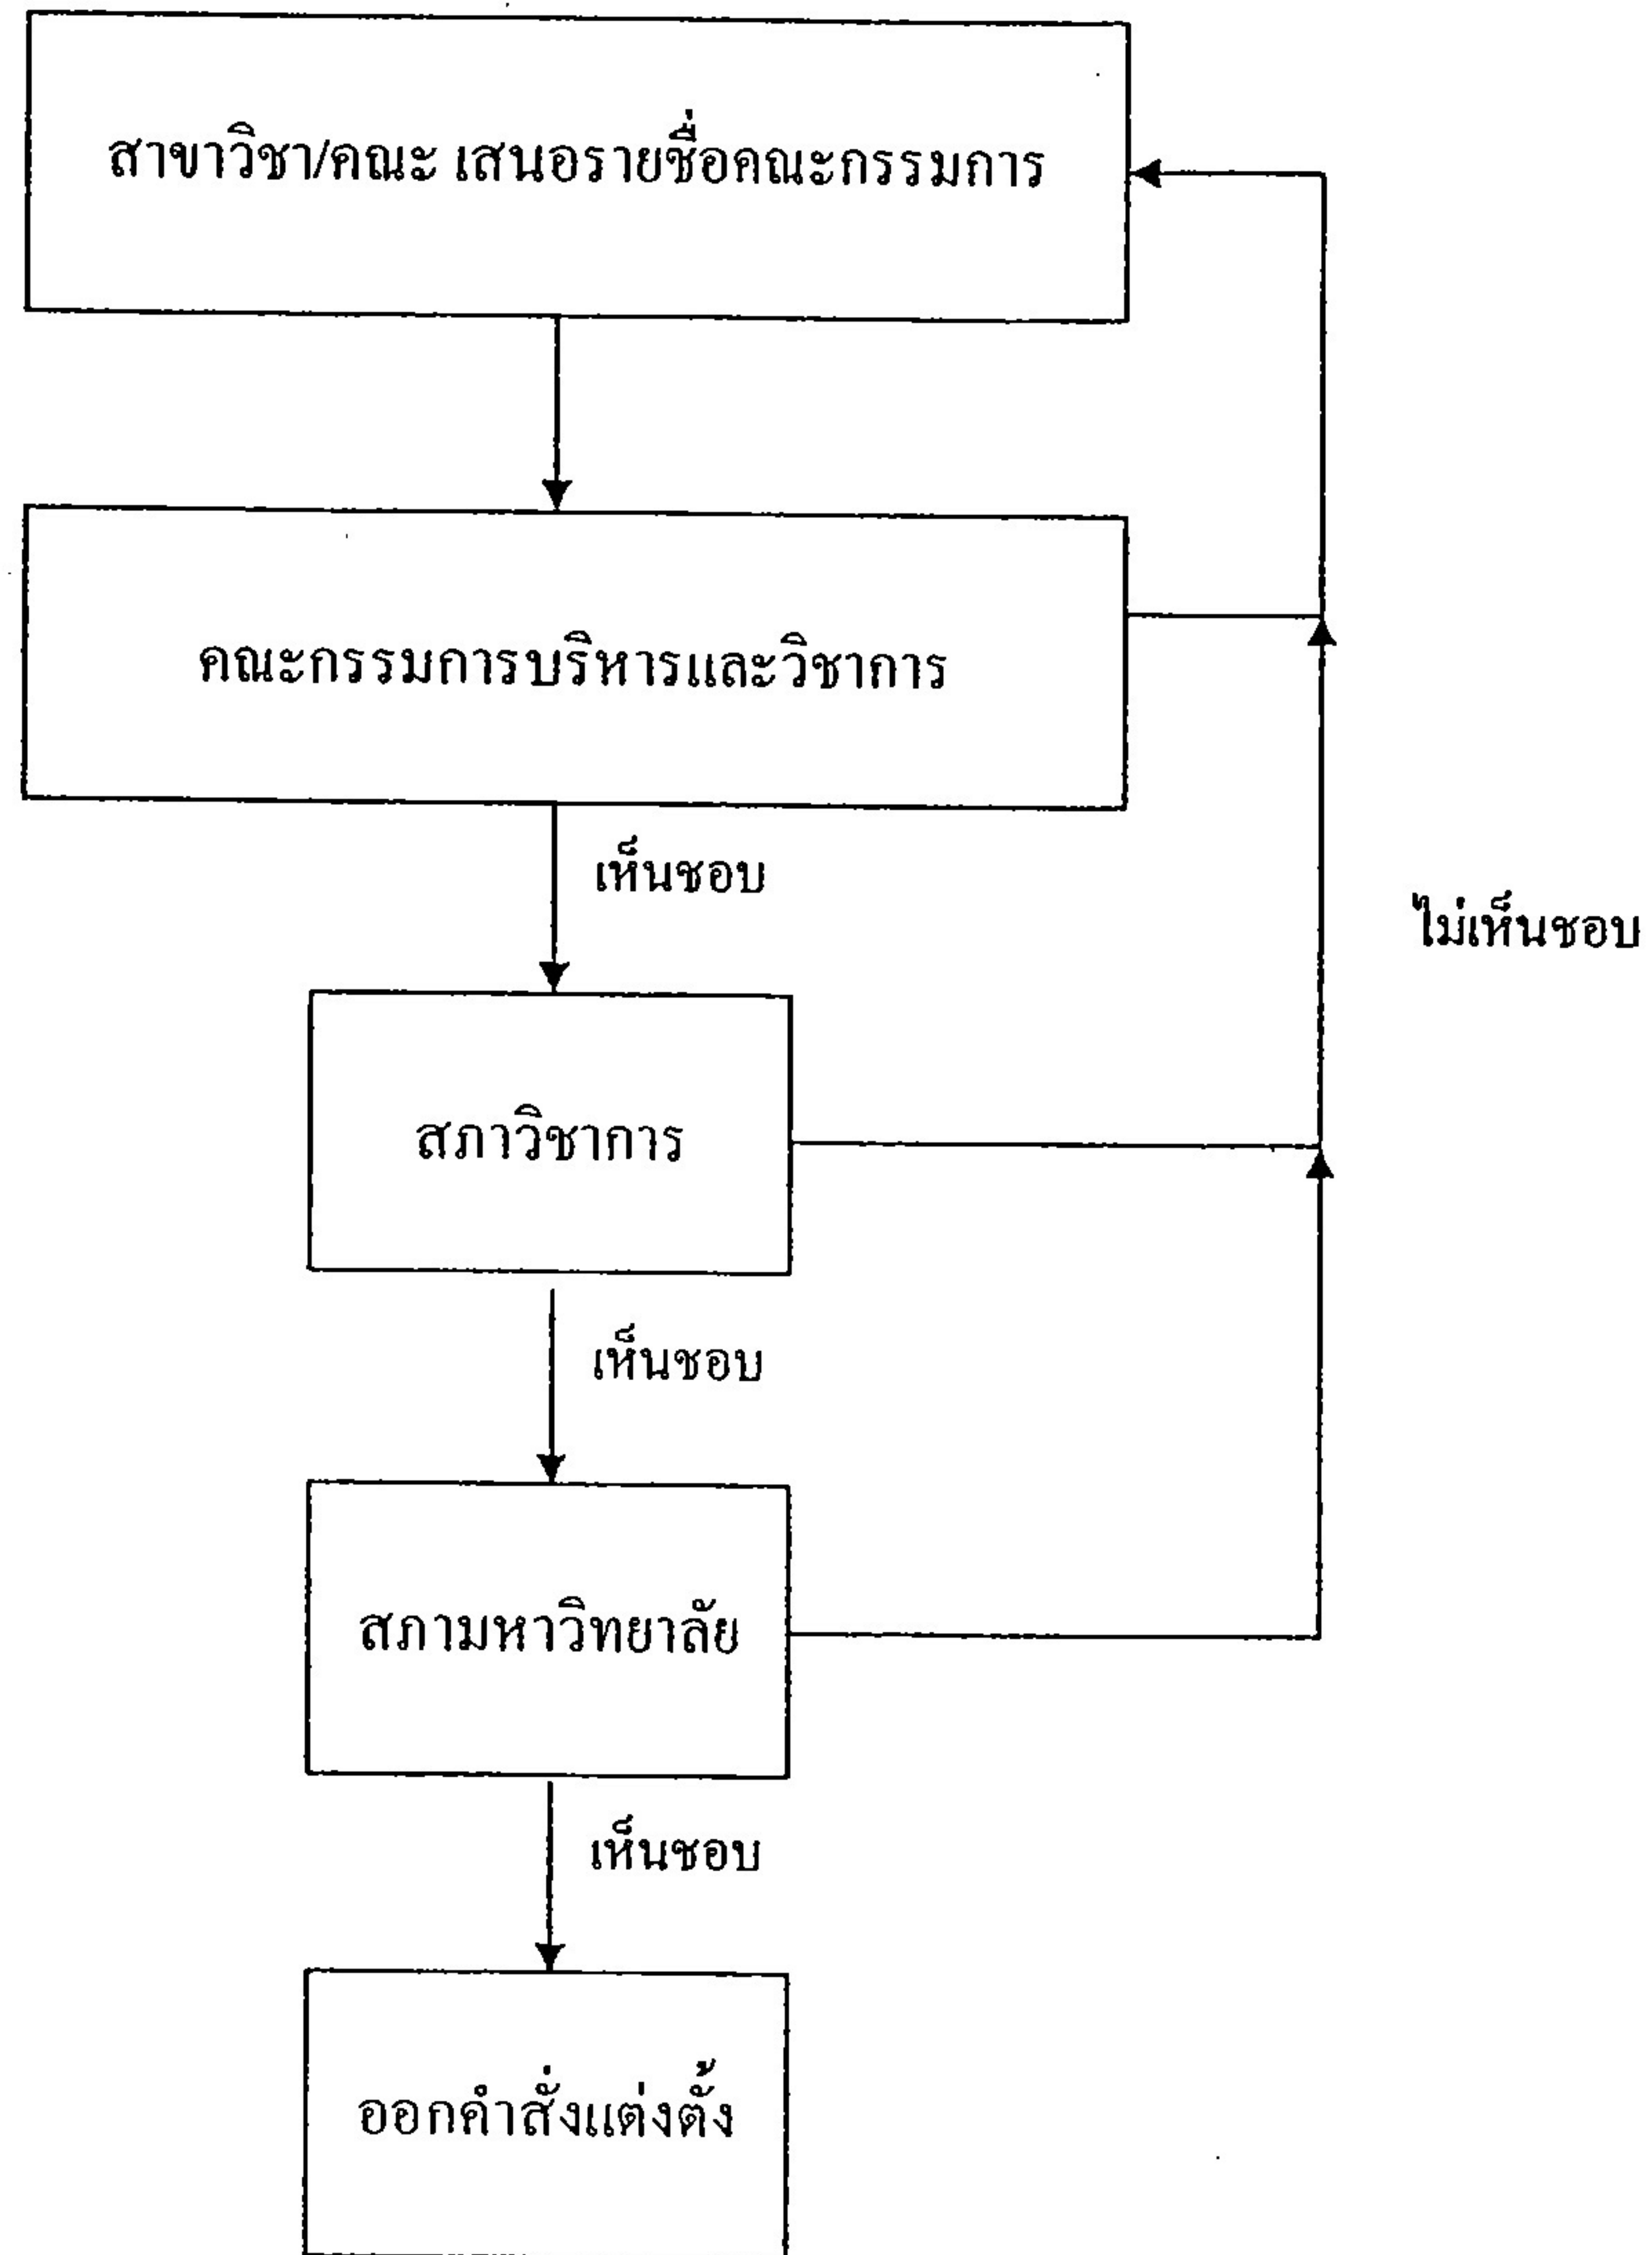 สาขาวิชา/คณะ เสนอรายชื่อคณะกรรมการ
คณะกรรมการบริหารและวิชาการ
เห็นชอบ
ไม่เห็นชอบ
สภาวิชาการ
เห็นชอบ
สภามหาวิทยาลัย
เห็นชอบ
ออกคำสั่งแต่งตั้ง